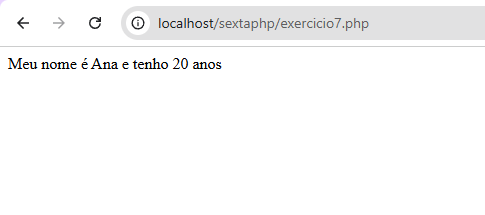 localhost/sextaphp/exercicio7.php
Meu nome é Ana e tenho 20 anos